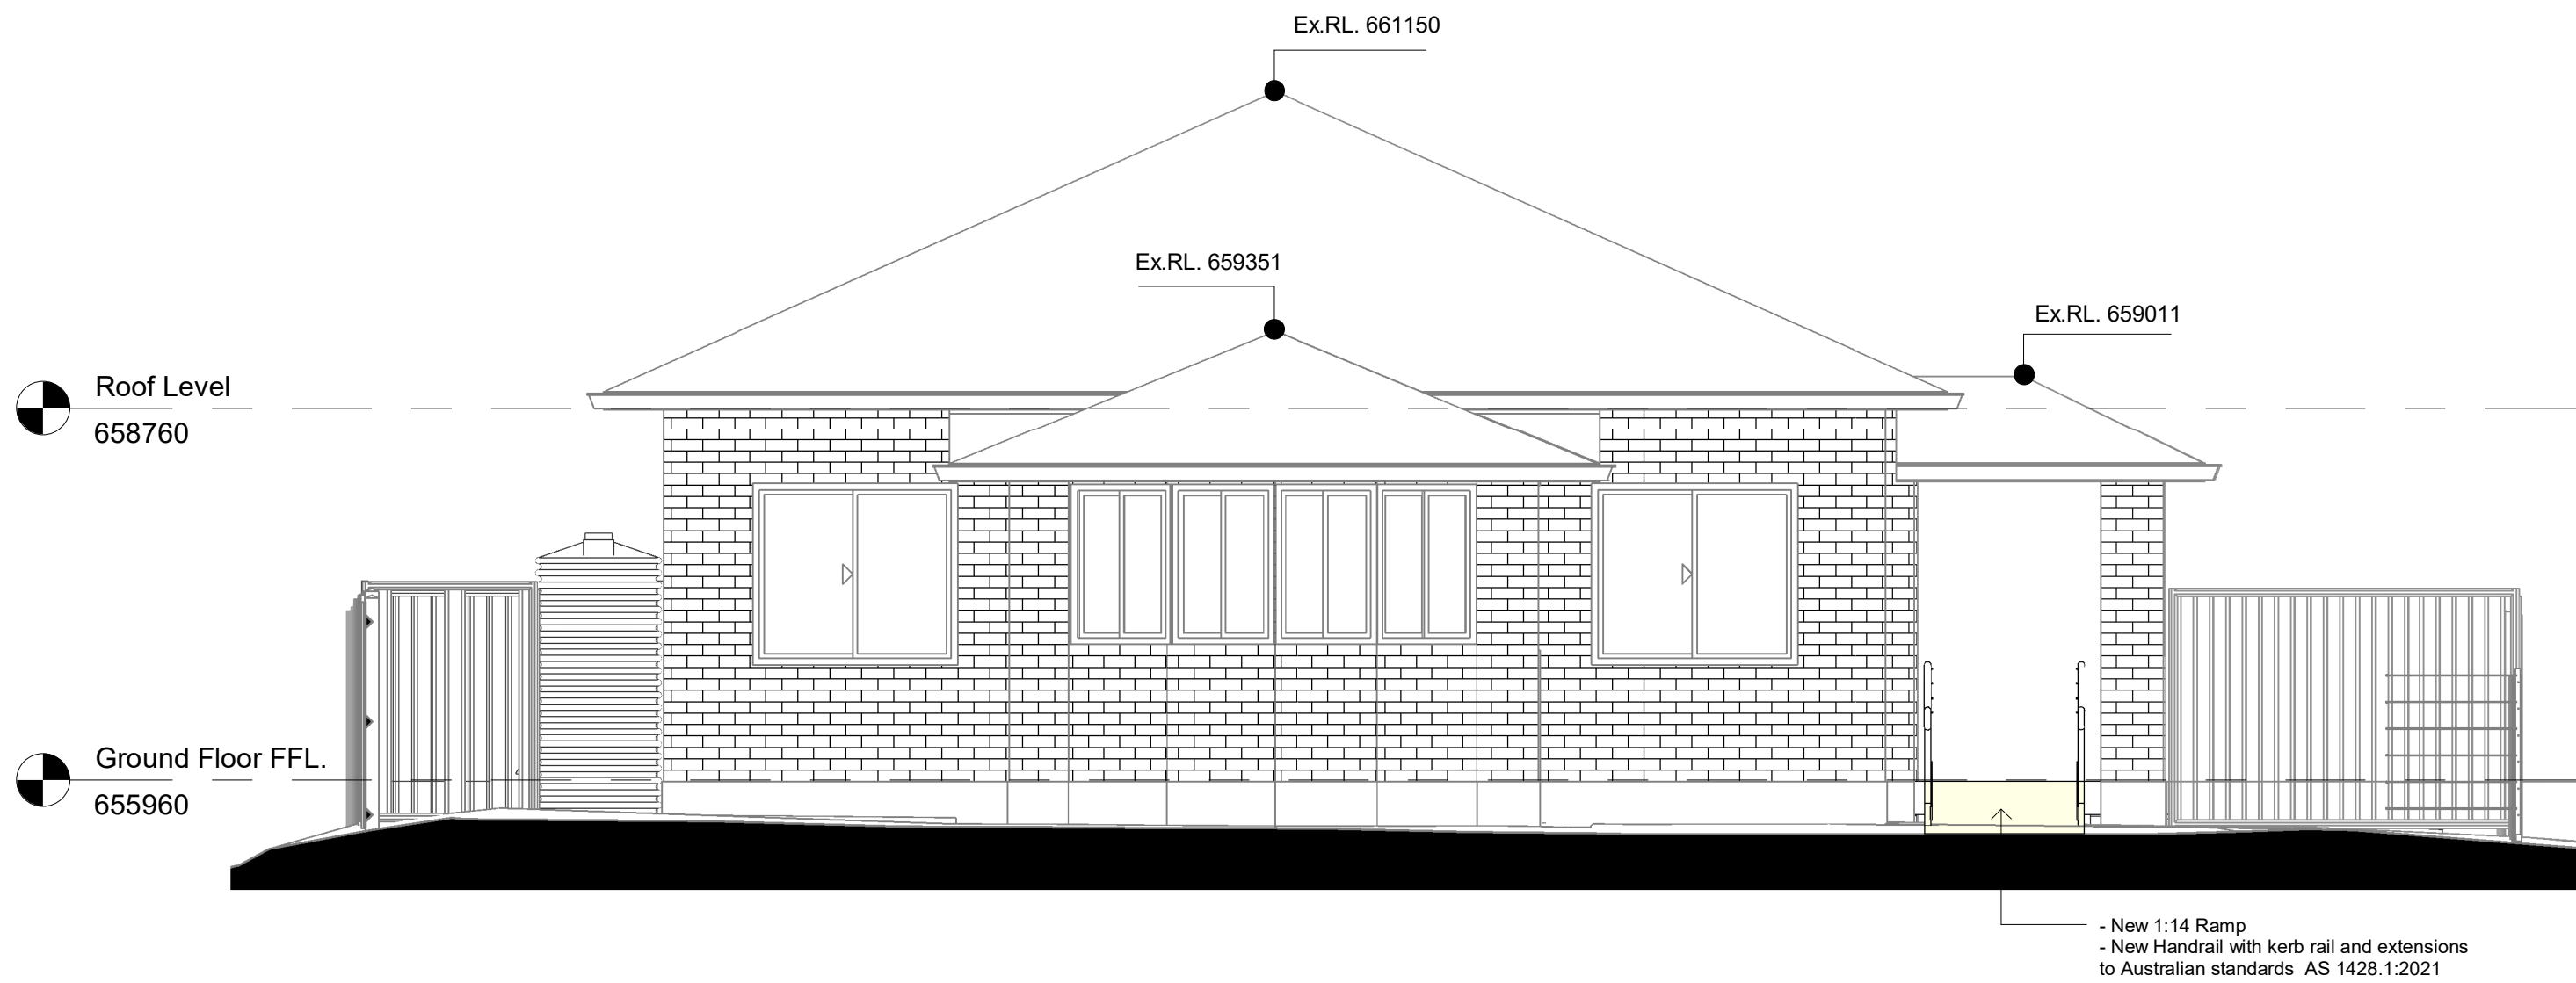 Ex.RL. 661150
Ex.RL. 659351
Ex.RL. 659011
Roof Level
658760
Ground Floor FFL.
655960
- New 1:14 Ramp
- New Handrail with kerb rail and extensions
to Australian standards  AS 1428.1:2021